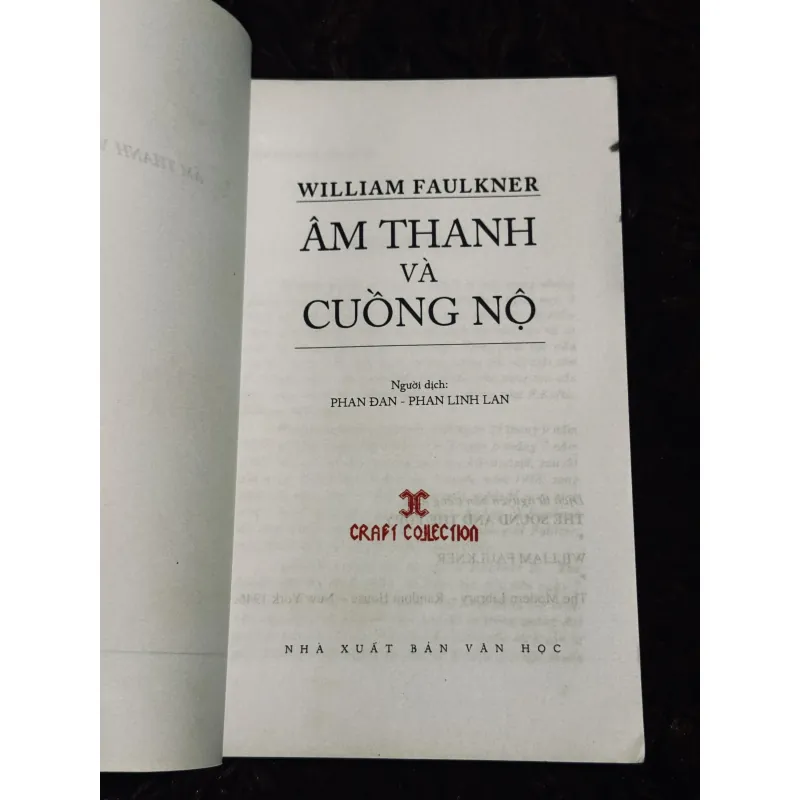 WILLIAM FAULKNER
ÂM THANH
VÀ
CUỒNG NỘ
Người dịch:
PHAN ĐAN - PHAN LINH LAN
CRAFT COLLECTION
NHÀ XUẤT BẢN VĂN HỌC